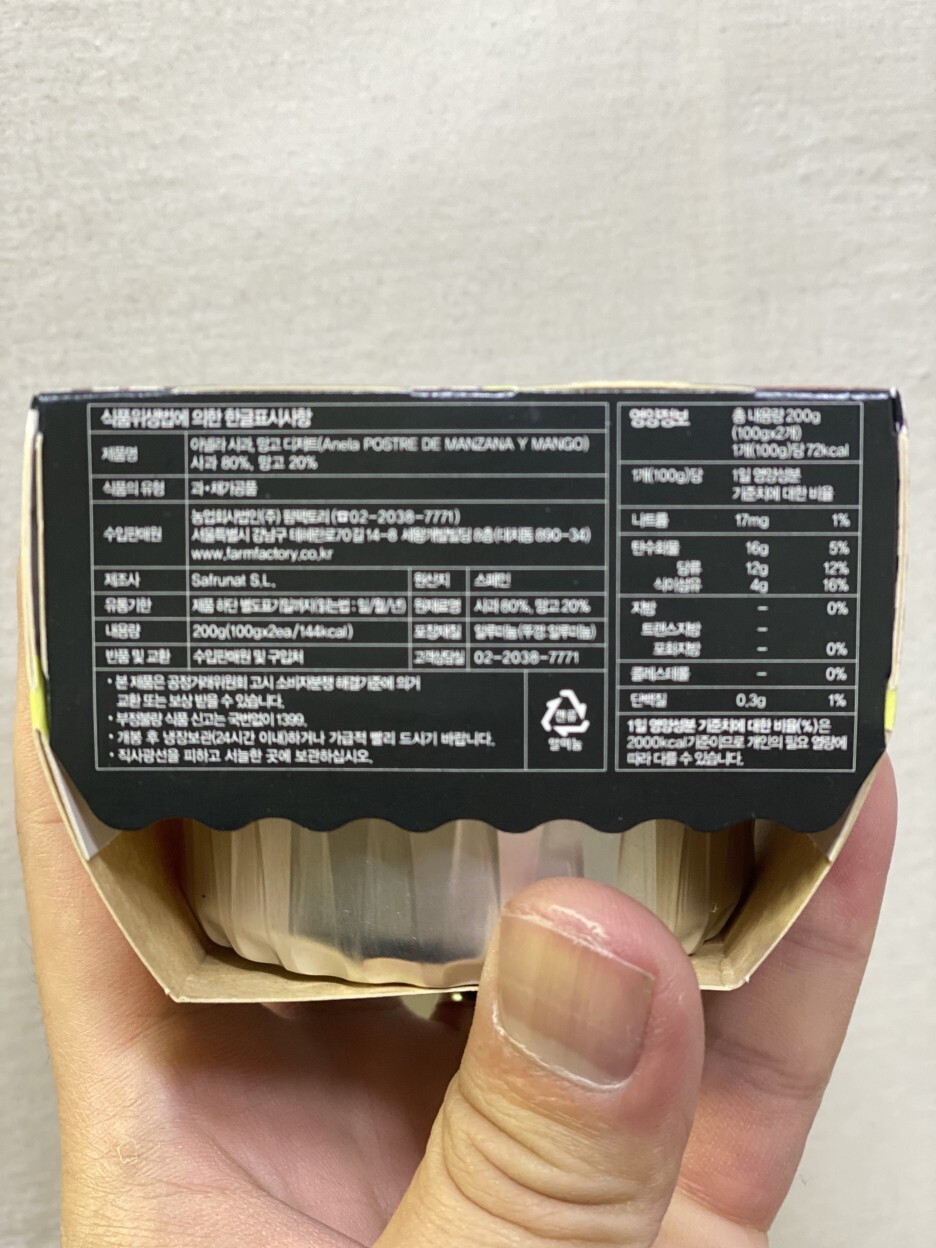 식품위생법에 의한 한글표시사항
제품명
아넬라 사과, 망고 디저트(Anela POSTRE DE MANZANA Y MANGO)
사과 80%, 망고 20%
식품의 유형
과•채가공품
수입판매원
농업회사법인(주) 팜팩토리(☎02-2038-7771)
서울특별시 강남구 테헤란로70길 14-8 세왕개발빌딩 8층(대치동 890-34)
www.farmfactory.co.kr
제조사
Safrunat S.L.
원산지
스페인
유통기한
제품 하단 별도표기일까지(읽는법 : 일/월/년)
원재료명
사과 80%, 망고 20%
내용량
200g(100gx2ea/144kcal)
포장재질
알루미늄(뚜껑:알루미늄)
반품 및 교환
수입판매원 및 구입처
고객상담실
02-2038-7771
• 본 제품은 공정거래위원회 고시 소비자분쟁 해결기준에 의거
교환 또는 보상 받을 수 있습니다.
• 부정불량 식품 신고는 국번없이 1399.
• 개봉 후 냉장보관(24시간 이내)하거나 가급적 빨리 드시기 바랍니다.
• 직사광선을 피하고 서늘한 곳에 보관하십시오.
캔류
알미늄
영양정보
총 내용량 200g
(100gx2개)
1개(100g)당 72kcal
1개(100g)당
1일 영양성분
기준치에 대한 비율
나트륨 17mg 1%
탄수화물 16g 5%
당류 12g 12%
식이섬유 4g 16%
지방 – 0%
트랜스지방 –
포화지방 – 0%
콜레스테롤 – 0%
단백질 0.3g 1%
1일 영양성분 기준치에 대한 비율(%)은
2000kcal기준이므로 개인의 필요 열량에
따라 다를 수 있습니다.